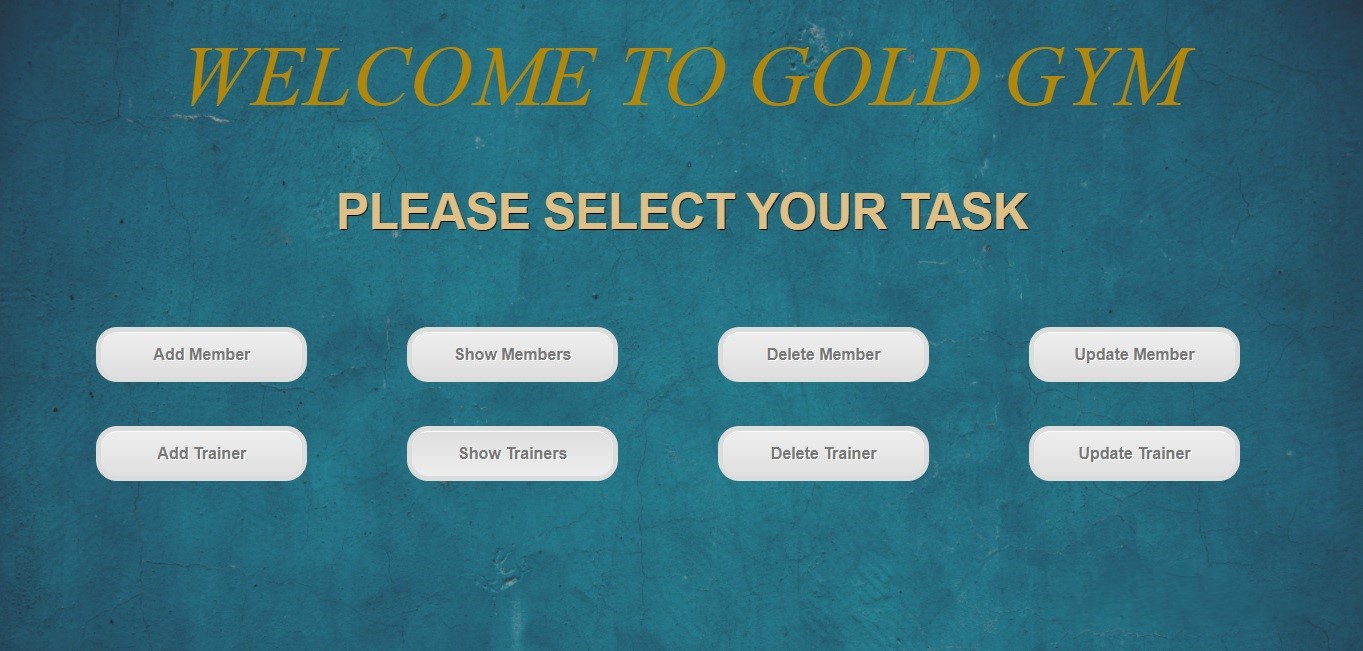 WELCOME TO GOLD GYM
PLEASE SELECT YOUR TASK
Add Member Show Members Delete Member Update Member
Add Trainer Show Trainers Delete Trainer Update Trainer